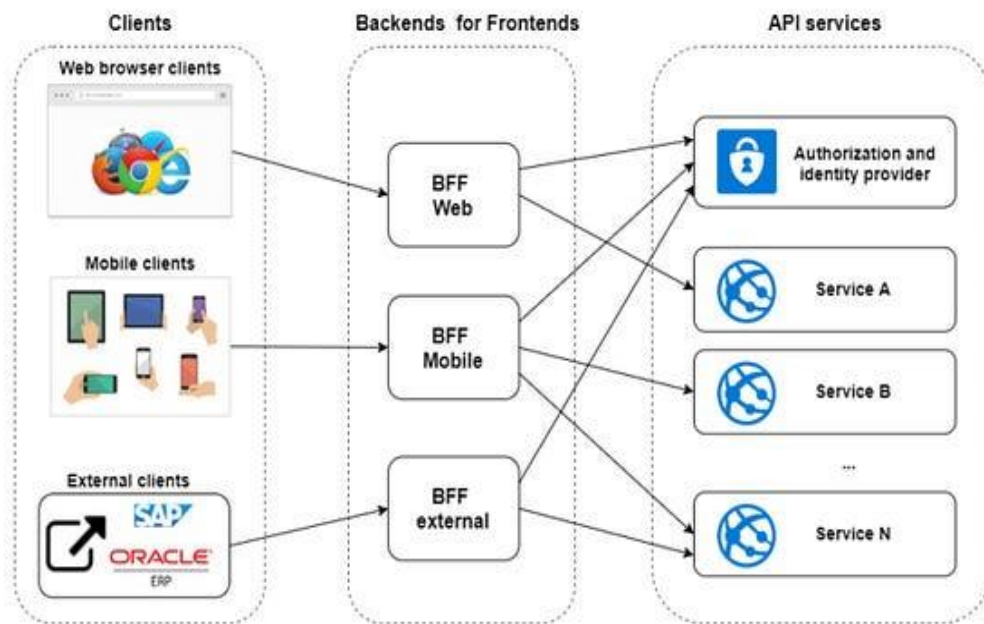 Clients
Backends for Frontends
API services
Web browser clients
Mobile clients
External clients
SAP
ORACLE
ERP
BFF
Web
BFF
Mobile
BFF
external
Authorization and
identity provider
Service A
Service B
...
Service N